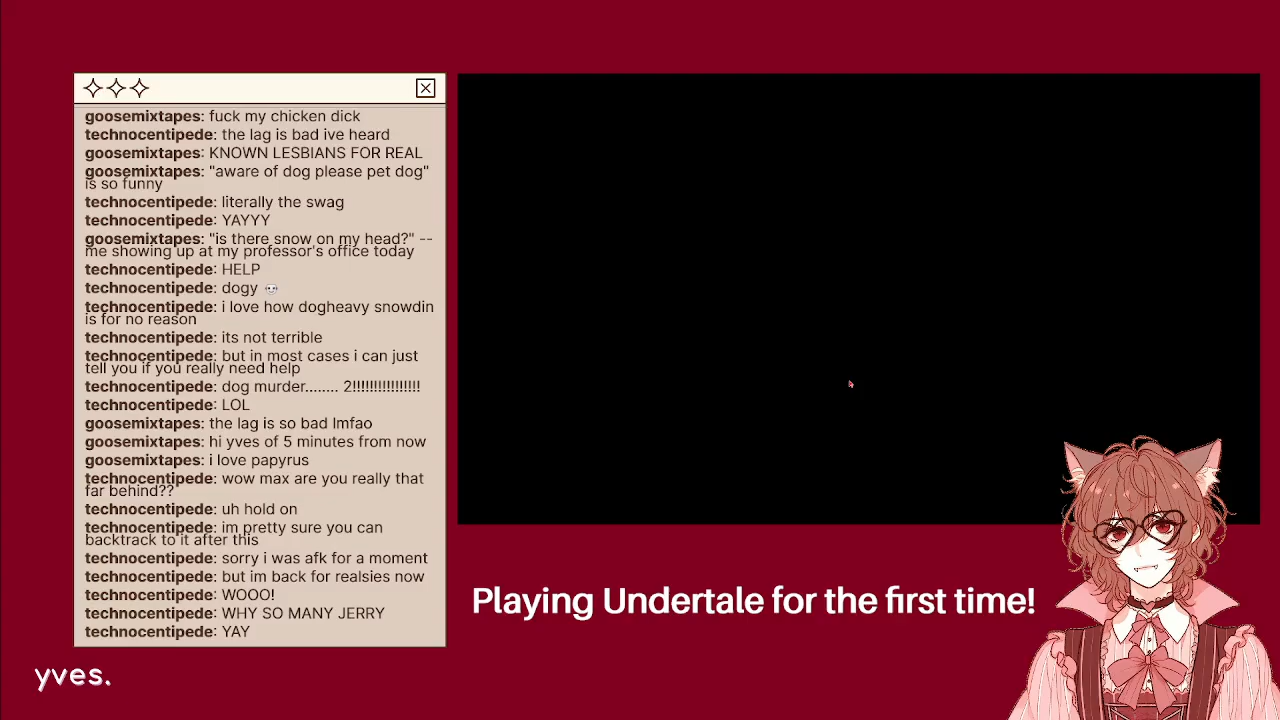 goosemixtapes: fuck my chicken dick
technocentipede: the lag is bad ive heard
goosemixtapes: KNOWN LESBIANS FOR REAL
goosemixtapes: "aware of dog please pet dog"
is so funny
technocentipede: literally the swag
technocentipede: YAYYY
goosemixtapes: "is there snow on my head?" --
me showing up at my professor's office today
technocentipede: HELP
technocentipede: dogy
technocentipede: i love how dogheavy snowdin
is for no reason
technocentipede: its not terrible
technocentipede: but in most cases i can just
tell you if you really need help
technocentipede: dog murder........ 2!!!!!!!!!!!!!!!!
technocentipede: LOL
goosemixtapes: the lag is so bad lmfao
goosemixtapes: hi yves of 5 minutes from now
goosemixtapes: i love papyrus
technocentipede: wow max are you really that
far behind??
technocentipede: uh hold on
technocentipede: im pretty sure you can
backtrack to it after this
technocentipede: sorry i was afk for a moment
technocentipede: but im back for realsies now
technocentipede: WOOO!
technocentipede: WHY SO MANY JERRY
technocentipede: YAY
Playing Undertale for the first time!
yves.